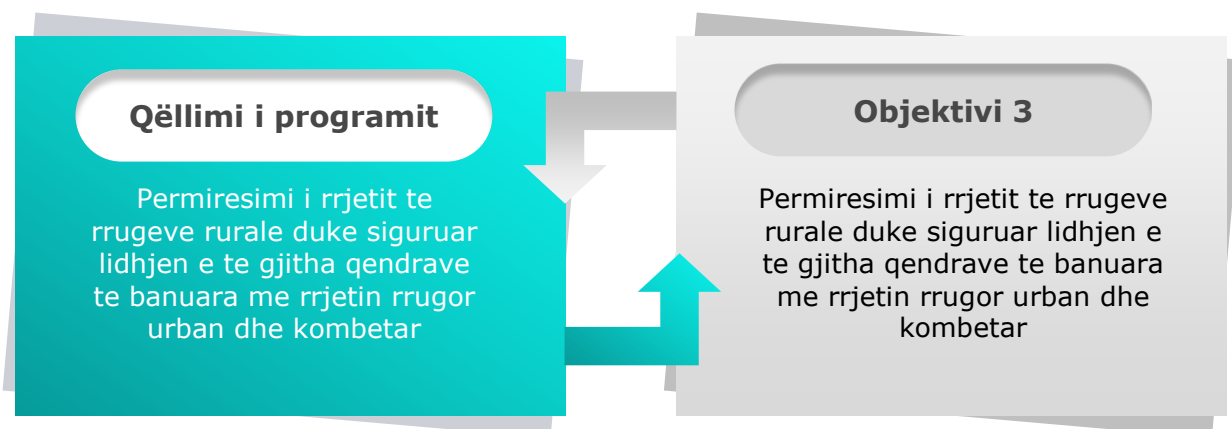 Qëllimi i programit
Permiresimi i rrjetit te
rrugeve rurale duke siguruar
lidhjen e te gjitha qendrave
te banuara me rrjetin rrugor
urban dhe kombetar
Objektivi 3
Permiresimi i rrjetit te rrugeve
rurale duke siguruar lidhjen e
te gjitha qendrave te banuara
me rrjetin rrugor urban dhe
kombetar